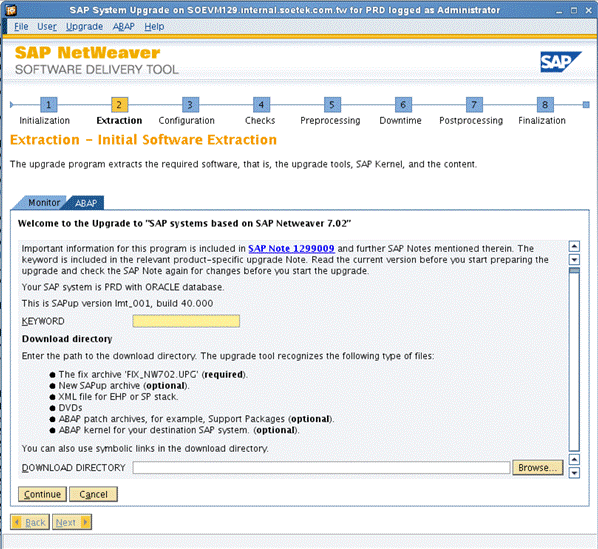 SAP System Upgrade on SOEVM129.internal.soetek.com.tw for PRD logged as Administrator
File User Upgrade ABAP Help
SAP NetWeaver
SOFTWARE DELIVERY TOOL
SAP
1 2 3 4 5 6 7 8
Initialization Extraction Configuration Checks Preprocessing Downtime Postprocessing Finalization
Extraction - Initial Software Extraction
The upgrade program extracts the required software, that is, the upgrade tools, SAP Kernel, and the content.
Monitor ABAP
Welcome to the Upgrade to "SAP systems based on SAP Netweaver 7.02"
Important information for this program is included in SAP Note 1299009 and further SAP Notes mentioned therein. The
keyword is included in the relevant product-specific upgrade Note. Read the current version before you start preparing the
upgrade and check the SAP Note again for changes before you start the upgrade.
Your SAP system is PRD with ORACLE database.
This is SAPup version lmt_001, build 40.000
KEYWORD
Download directory
Enter the path to the download directory. The upgrade tool recognizes the following type of files:
● The fix archive 'FIX_NW702.UPG' (required).
● New SAPup archive (optional).
● XML file for EHP or SP stack.
● DVDs
● ABAP patch archives, for example, Support Packages (optional).
● ABAP kernel for your destination SAP system. (optional).
You can also use symbolic links in the download directory.
DOWNLOAD DIRECTORY Browse...
Continue Cancel
Back Next